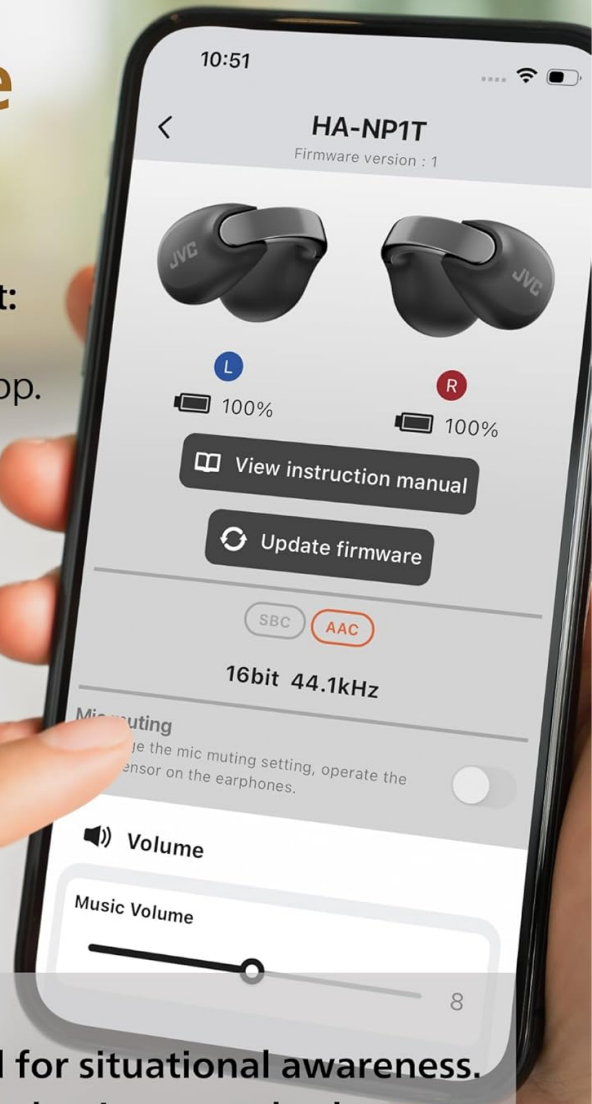 e
10:51
HA-NP1T
Firmware version : 1
JVC JVC
t:
L R
op.
100% 100%
View instruction manual
Update firmware
SBC AAC
16bit 44.1kHz
uting
ge the mic muting setting, operate the
ensor on the earphones.
Volume
Music Volume
8
for situational awareness.